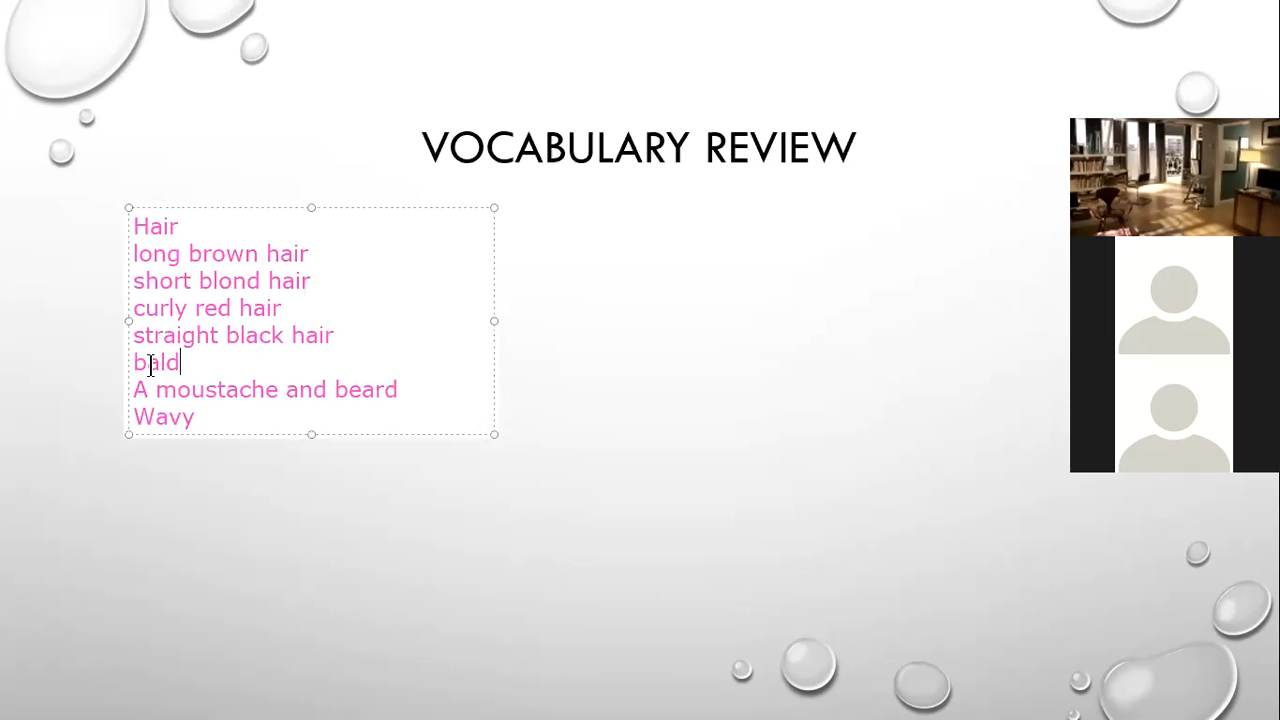 VOCABULARY REVIEW
Hair
long brown hair
short blond hair
curly red hair
straight black hair
bald
A moustache and beard
Wavy